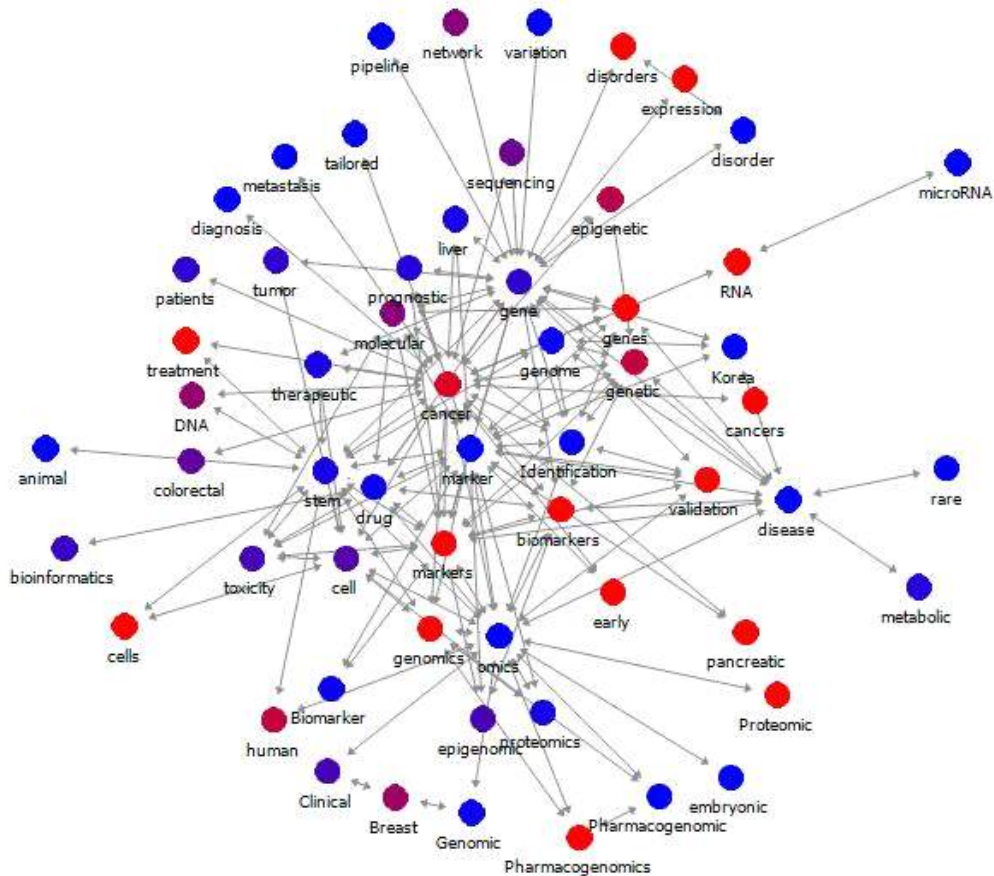 pipeline
network
variation
disorders
expression
disorder
tailored
metastasis
sequencing
microRNA
diagnosis
epigenetic
liver
patients
tumor
prognostic
gene
RNA
molecular
genes
treatment
therapeutic
genome
genetic
Korea
DNA
cancer
cancers
animal
colorectal
stem
marker
Identification
drug
validation
disease
rare
bioinformatics
toxicity
cell
markers
biomarkers
early
metabolic
cells
genomics
omics
pancreatic
Proteomic
human
Biomarker
epigenomic
proteomics
Clinical
Breast
Genomic
embryonic
Pharmacogenomic
Pharmacogenomics